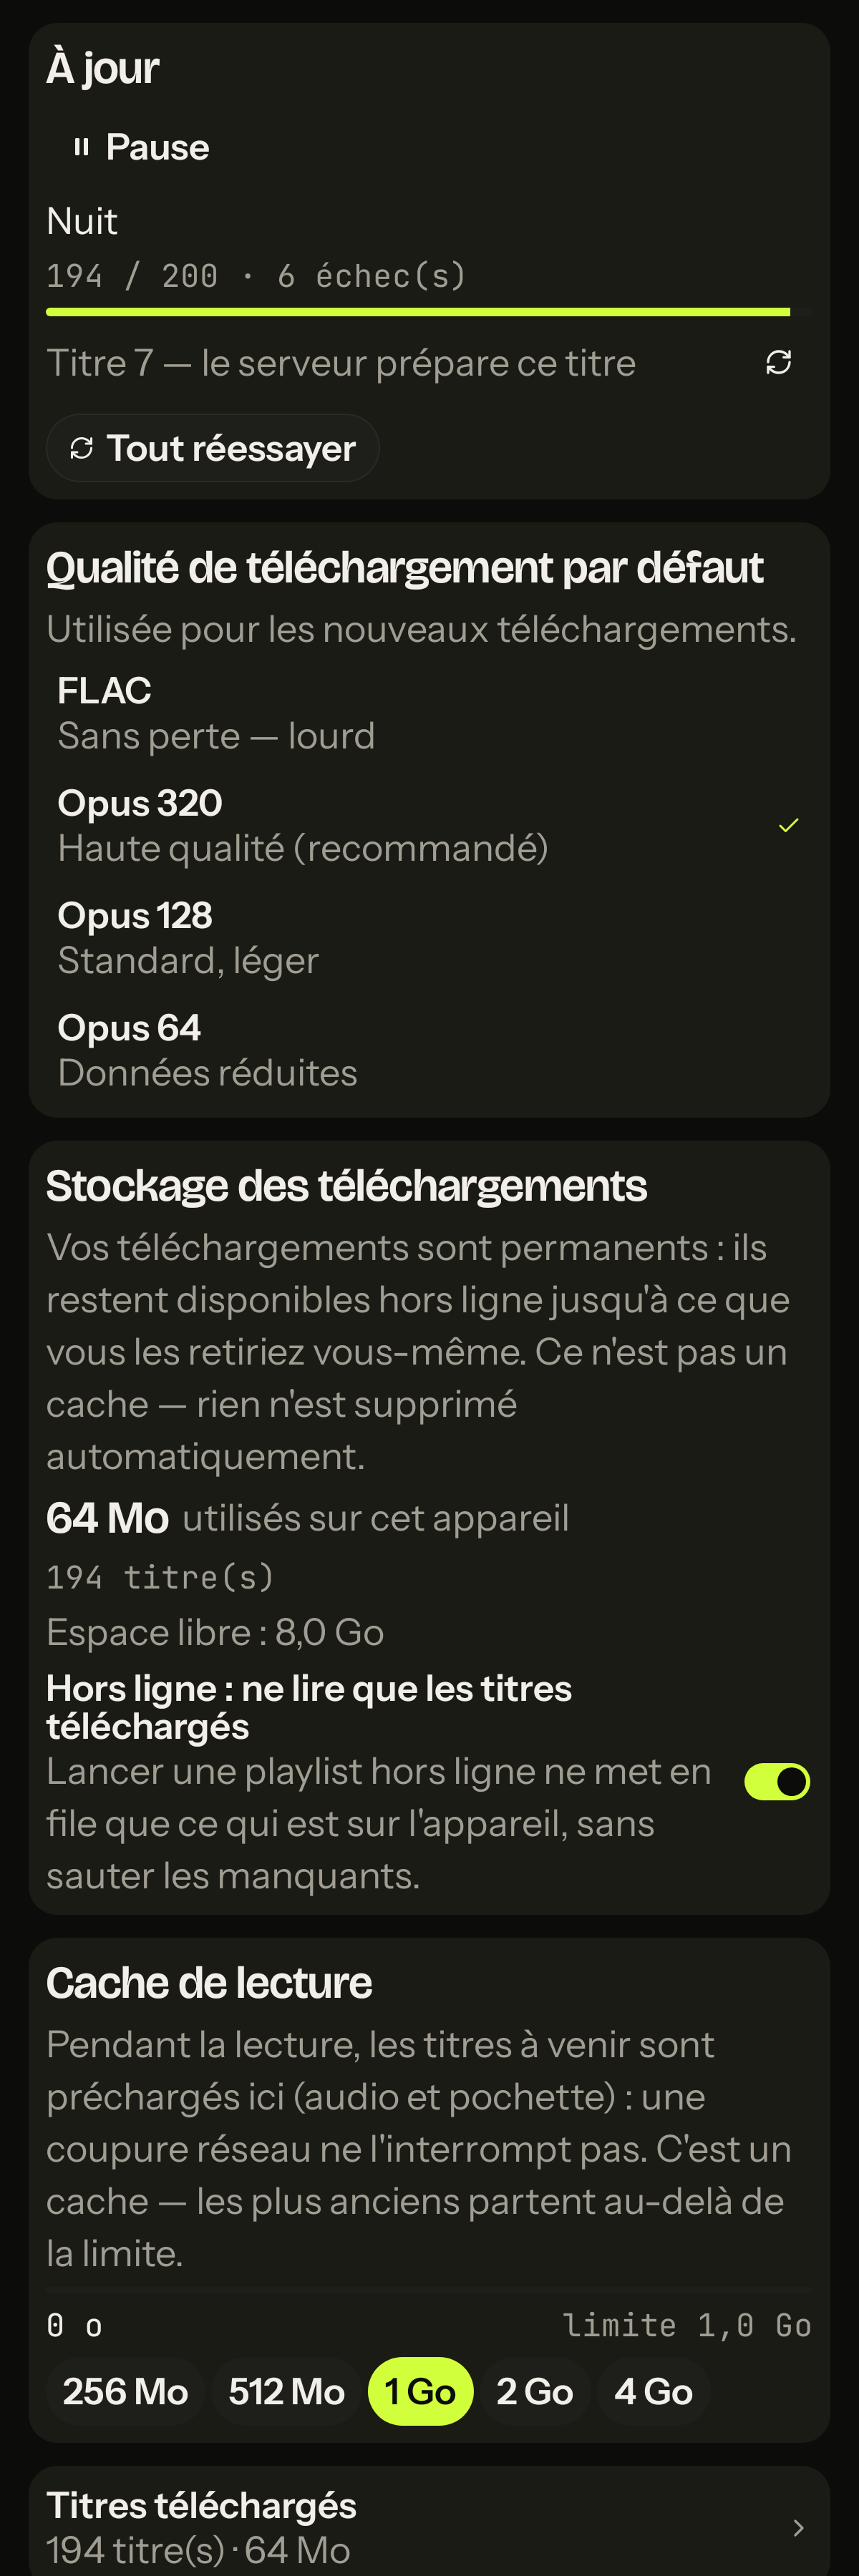 À jour
Pause
Nuit
194 / 200 · 6 échec(s)
Titre 7 — le serveur prépare ce titre
Tout réessayer
Qualité de téléchargement par défaut
Utilisée pour les nouveaux téléchargements.
FLAC
Sans perte — lourd
Opus 320
Haute qualité (recommandé)
Opus 128
Standard, léger
Opus 64
Données réduites
Stockage des téléchargements
Vos téléchargements sont permanents : ils
restent disponibles hors ligne jusqu'à ce que
vous les retiriez vous-même. Ce n'est pas un
cache — rien n'est supprimé
automatiquement.
64 Mo utilisés sur cet appareil
194 titre(s)
Espace libre : 8,0 Go
Hors ligne : ne lire que les titres
téléchargés
Lancer une playlist hors ligne ne met en
file que ce qui est sur l'appareil, sans
sauter les manquants.
Cache de lecture
Pendant la lecture, les titres à venir sont
préchargés ici (audio et pochette) : une
coupure réseau ne l'interrompt pas. C'est un
cache — les plus anciens partent au-delà de
la limite.
0 o limite 1,0 Go
256 Mo 512 Mo 1 Go 2 Go 4 Go
Titres téléchargés
194 titre(s) · 64 Mo